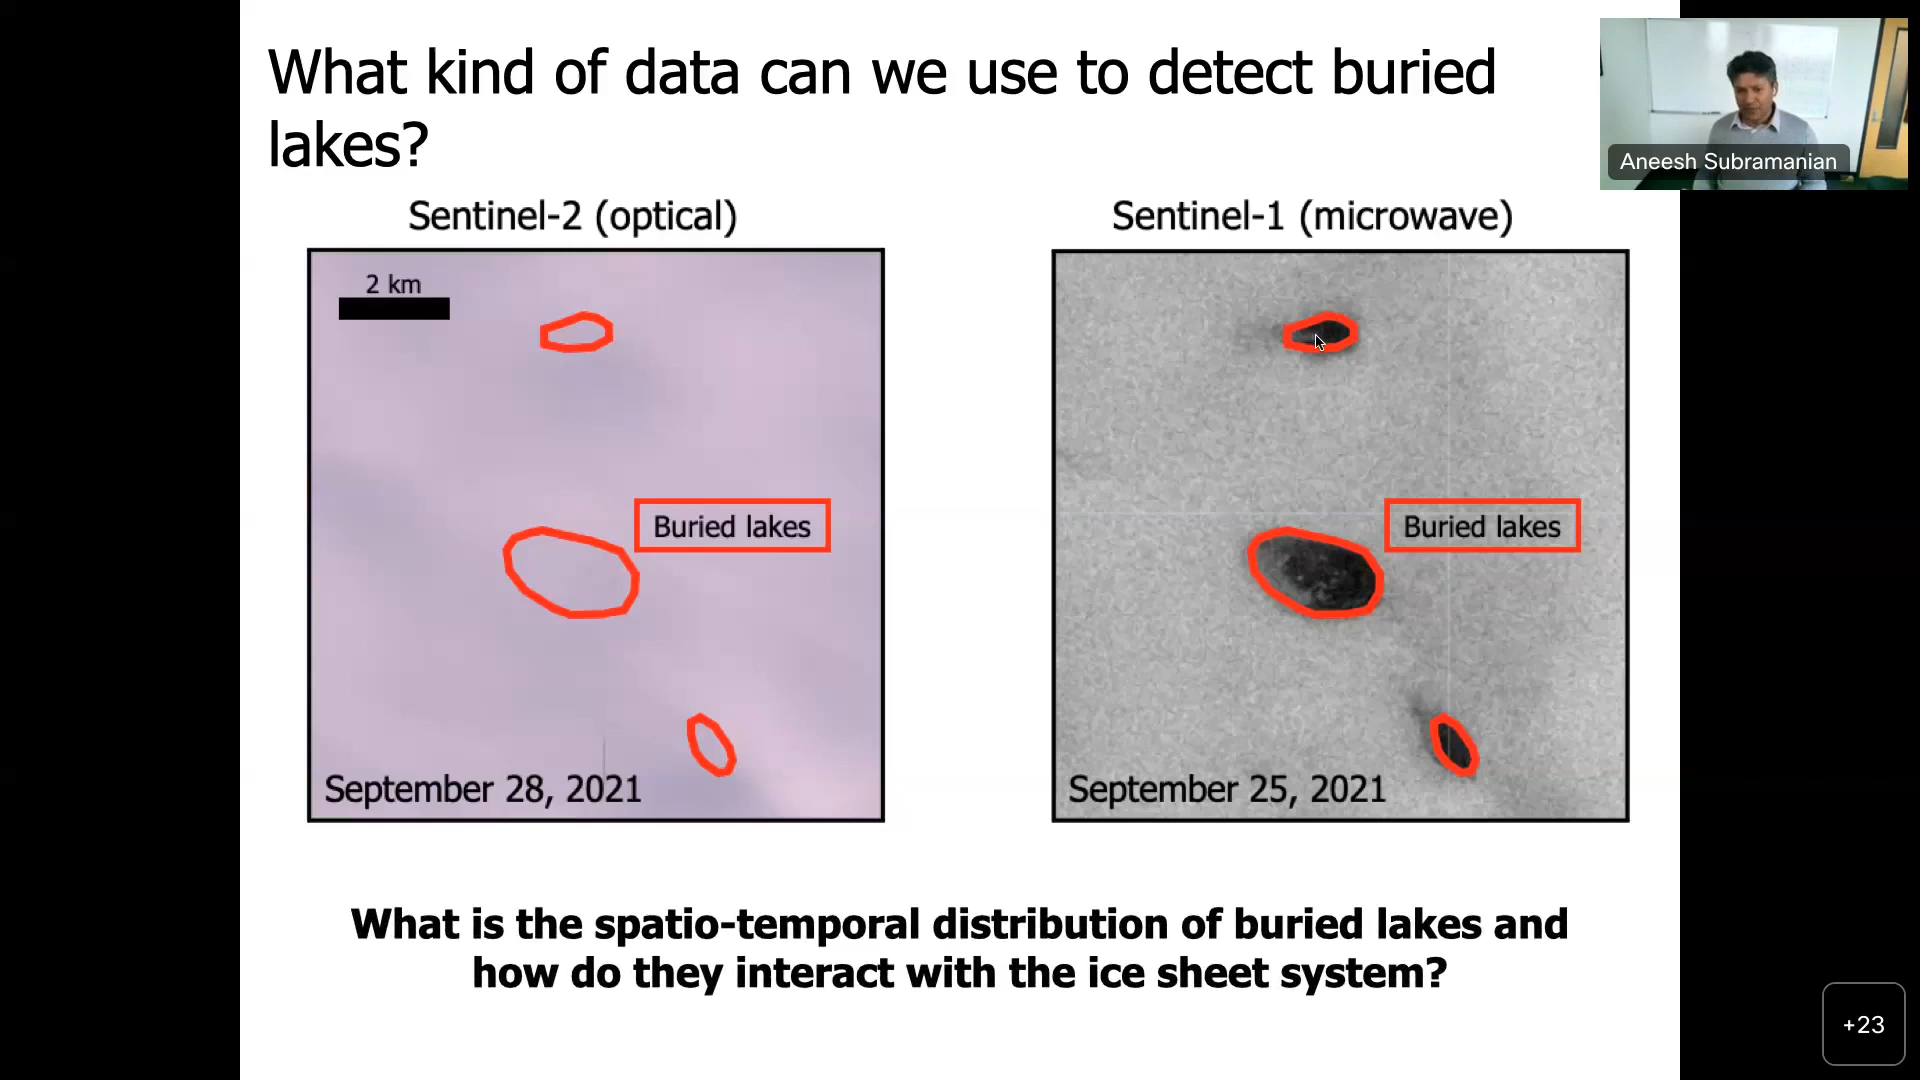 What kind of data can we use to detect buried
lakes?
Aneesh Subramanian
Sentinel-2 (optical)
Sentinel-1 (microwave)
2 km
Buried lakes
Buried lakes
September 28, 2021
September 25, 2021
What is the spatio-temporal distribution of buried lakes and
how do they interact with the ice sheet system?
+23